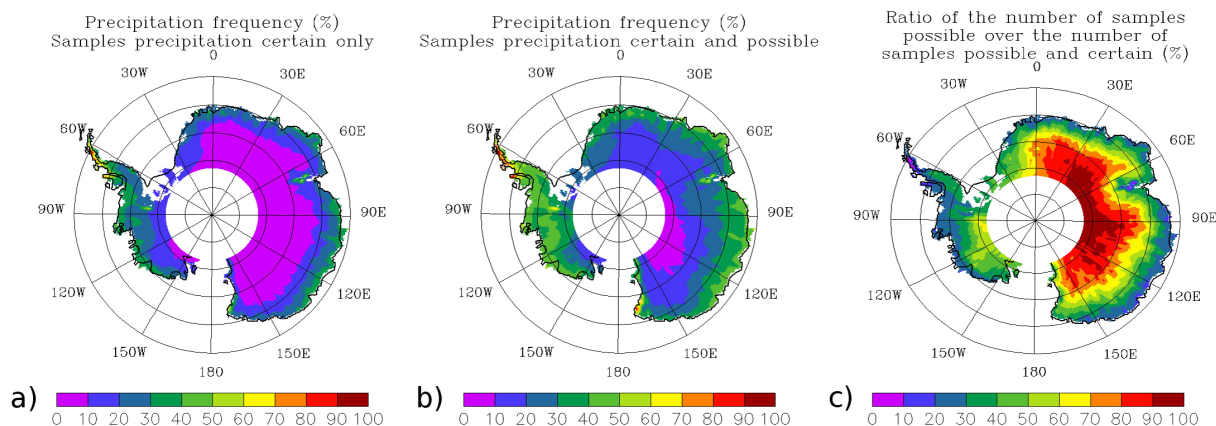 Precipitation frequency (%)
Samples precipitation certain only
0
30W
30E
60W
60E
90W
90E
120W
120E
150W
150E
180
a)
0 10 20 30 40 50 60 70 80 90 100
Precipitation frequency (%)
Samples precipitation certain and possible
0
30W
30E
60W
60E
90W
90E
120W
120E
150W
150E
180
b)
0 10 20 30 40 50 60 70 80 90 100
Ratio of the number of samples
possible over the number of
samples possible and certain (%)
0
30W
30E
60W
60E
90W
90E
120W
120E
150W
150E
180
c)
0 10 20 30 40 50 60 70 80 90 100